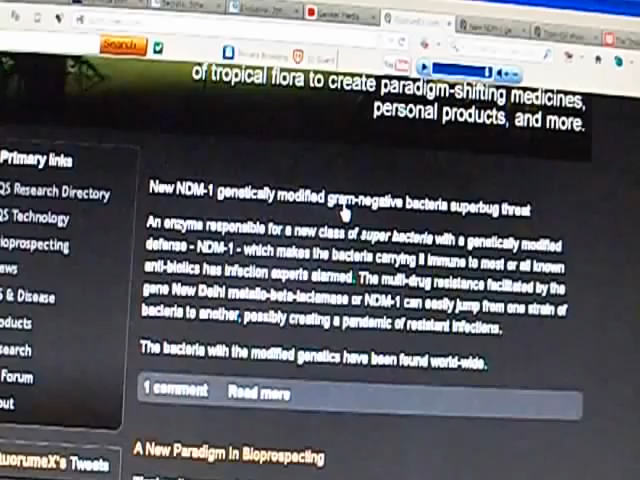 Search
of tropical flora to create paradigm-shifting medicines,
personal products, and more.
Primary links
QS Research Directory
QS Technology
ioprospecting
ews
S & Disease
oducts
search
Forum
out
uorumeX's Tweets
New NDM-1 genetically modified gram-negative bacteria superbug threat
An enzyme responsible for a new class of super bacteria with a genetically modified
defense - NDM-1 - which makes the bacteria carrying it immune to most or all known
anti-biotics has infection experts alarmed. The multi-drug resistance facilitated by the
gene New Delhi metallo-beta-lactamase or NDM-1 can easily jump from one strain of
bacteria to another, possibly creating a pandemic of resistant infections.
The bacteria with the modified genetics have been found world-wide.
1 comment Read more
A New Paradigm in Bioprospecting